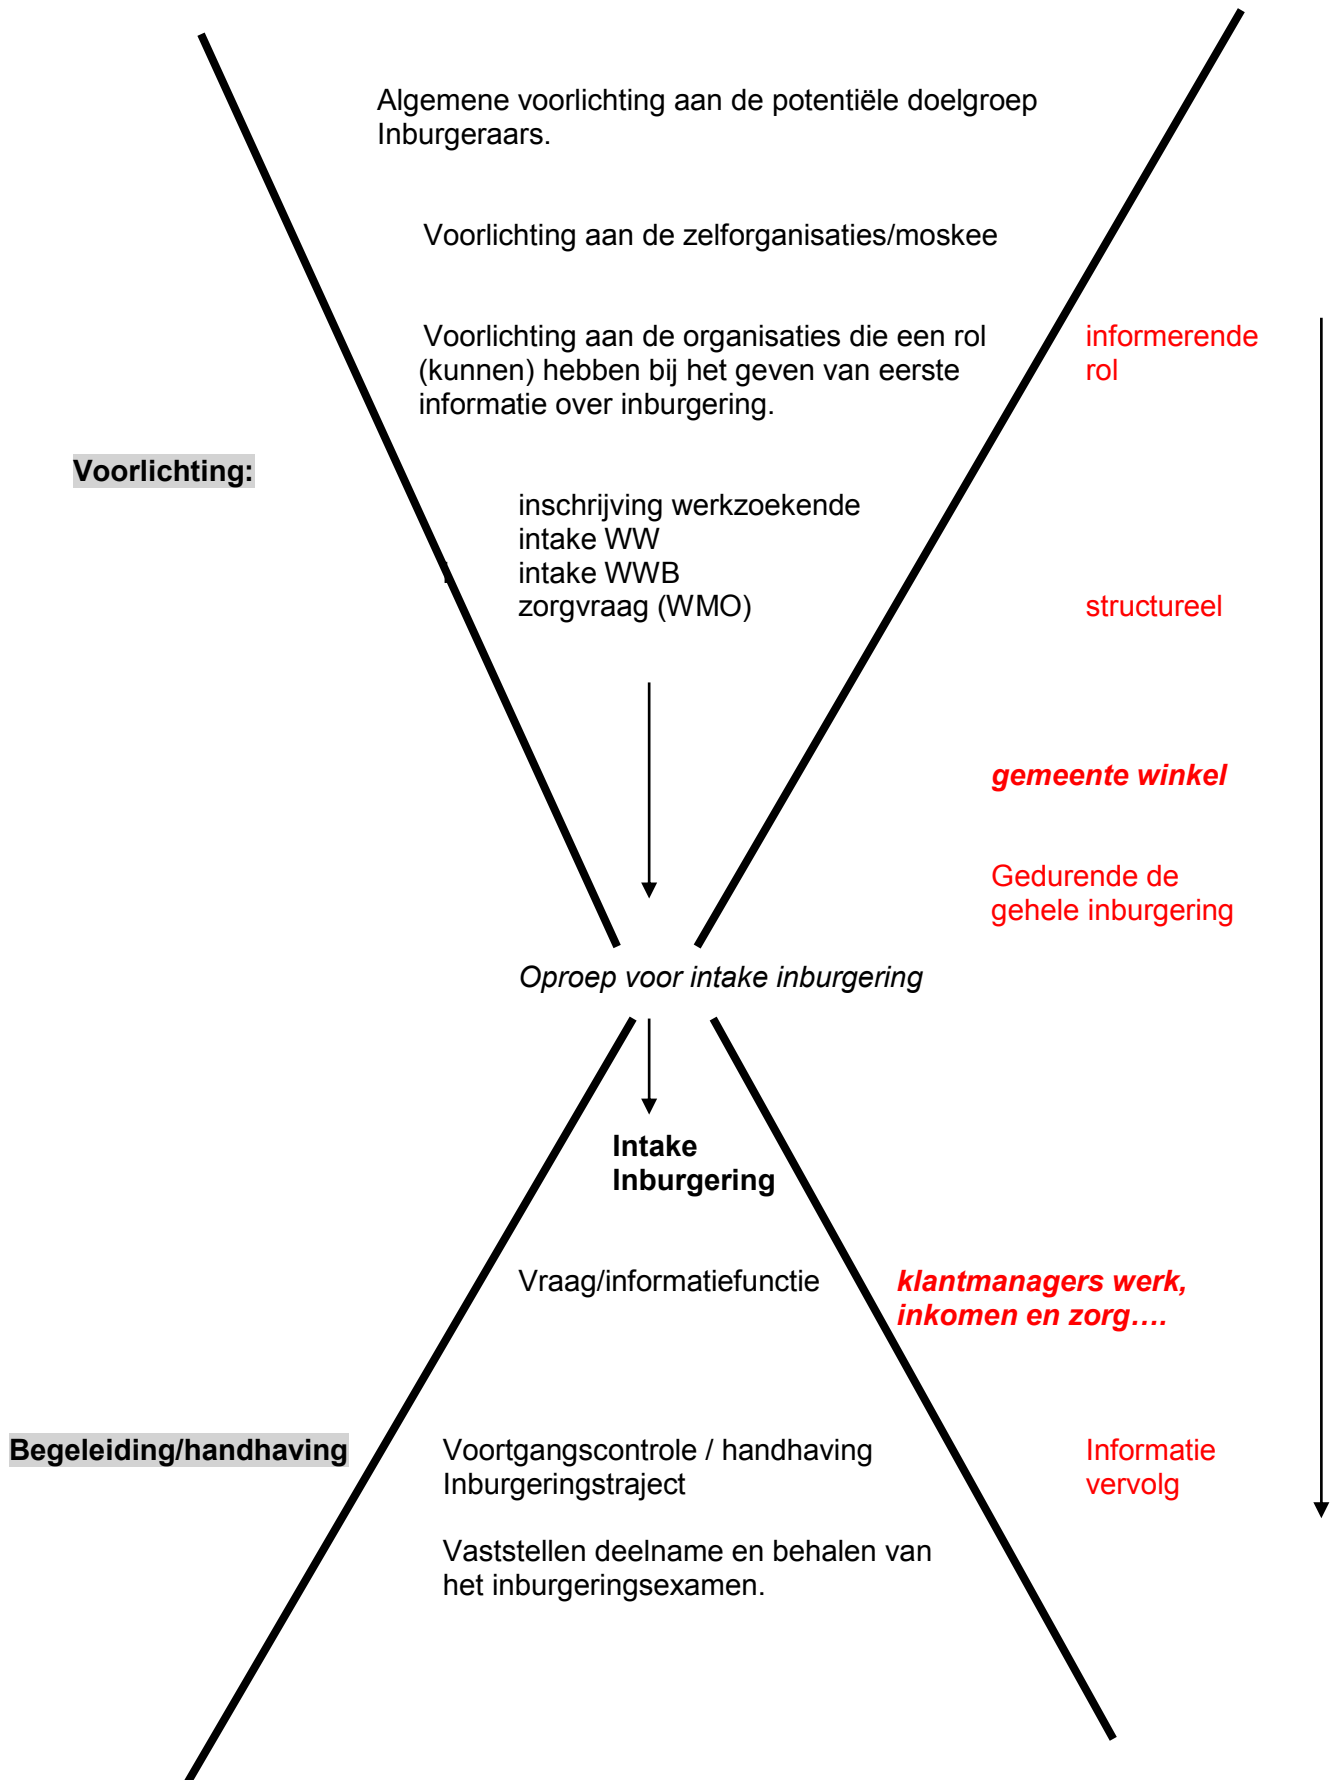 Algemene voorlichting aan de potentiële doelgroep
Inburgeraars.
Voorlichting aan de zelforganisaties/moskee
Voorlichting aan de organisaties die een rol
(kunnen) hebben bij het geven van eerste
informatie over inburgering.
informerende
rol
Voorlichting:
inschrijving werkzoekende
intake WW
intake WWB
zorgvraag (WMO)
structureel
gemeente winkel
Gedurende de
gehele inburgering
Oproep voor intake inburgering
Intake
Inburgering
Vraag/informatiefunctie
klantmanagers werk,
inkomen en zorg….
Begeleiding/handhaving
Voortgangscontrole / handhaving
Inburgeringstraject
Informatie
vervolg
Vaststellen deelname en behalen van
het inburgeringsexamen.